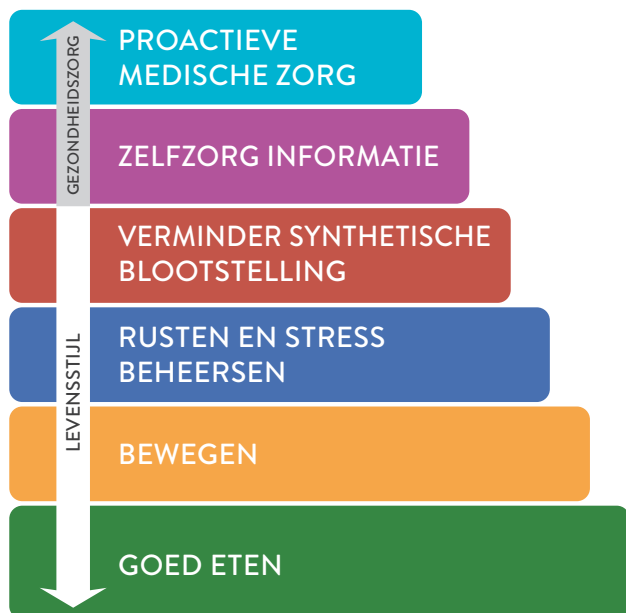 PROACTIEVE
MEDISCHE ZORG
ZELFZORG INFORMATIE
VERMINDER SYNTHETISCHE
BLOOTSTELLING
RUSTEN EN STRESS
BEHEERSEN
BEWEGEN
GOED ETEN
GEZONDHEIDSZORG
LEVENSSTIJL